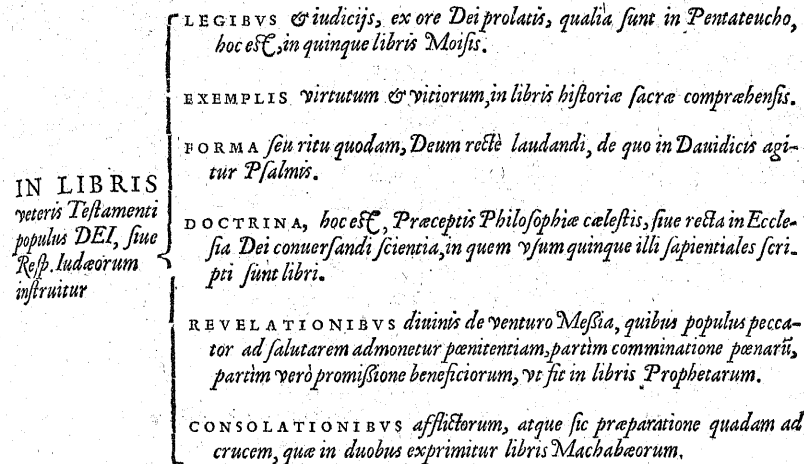 IN LIBRIS
veteris Teſtamenti
populus DEI, ſiue
Reſp. Iudæorum
inſtruitur
LEGIBVS & iudicijs, ex ore Dei prolatis, qualia ſunt in Pentateucho,
hoc eſt, in quinque libris Moiſis.
EXEMPLIS virtutum & vitiorum, in libris hiſtoriæ ſacræ compræhenſis.
FORMA ſeu ritu quodam, Deum rectè laudandi, de quo in Dauidicis agi-
tur Pſalmis.
DOCTRINA, hoc eſt, Præceptis Philoſophiæ cæleſtis, ſiue recta in Eccle-
ſia Dei conuerſandi ſcientia, in quem vſum quinque illi ſapientiales ſcri-
pti ſunt libri.
REVELATIONIBVS diuinis de venturo Meßia, quibus populus pecca-
tor ad ſalutarem admonetur pœnitentiam, partìm comminatione pœnarũ,
partìm verò promißione beneficiorum, vt fit in libris Prophetarum.
CONSOLATIONIBVS afflictorum, atque ſic præparatione quadam ad
crucem, quæ in duobus exprimitur libris Machabæorum.